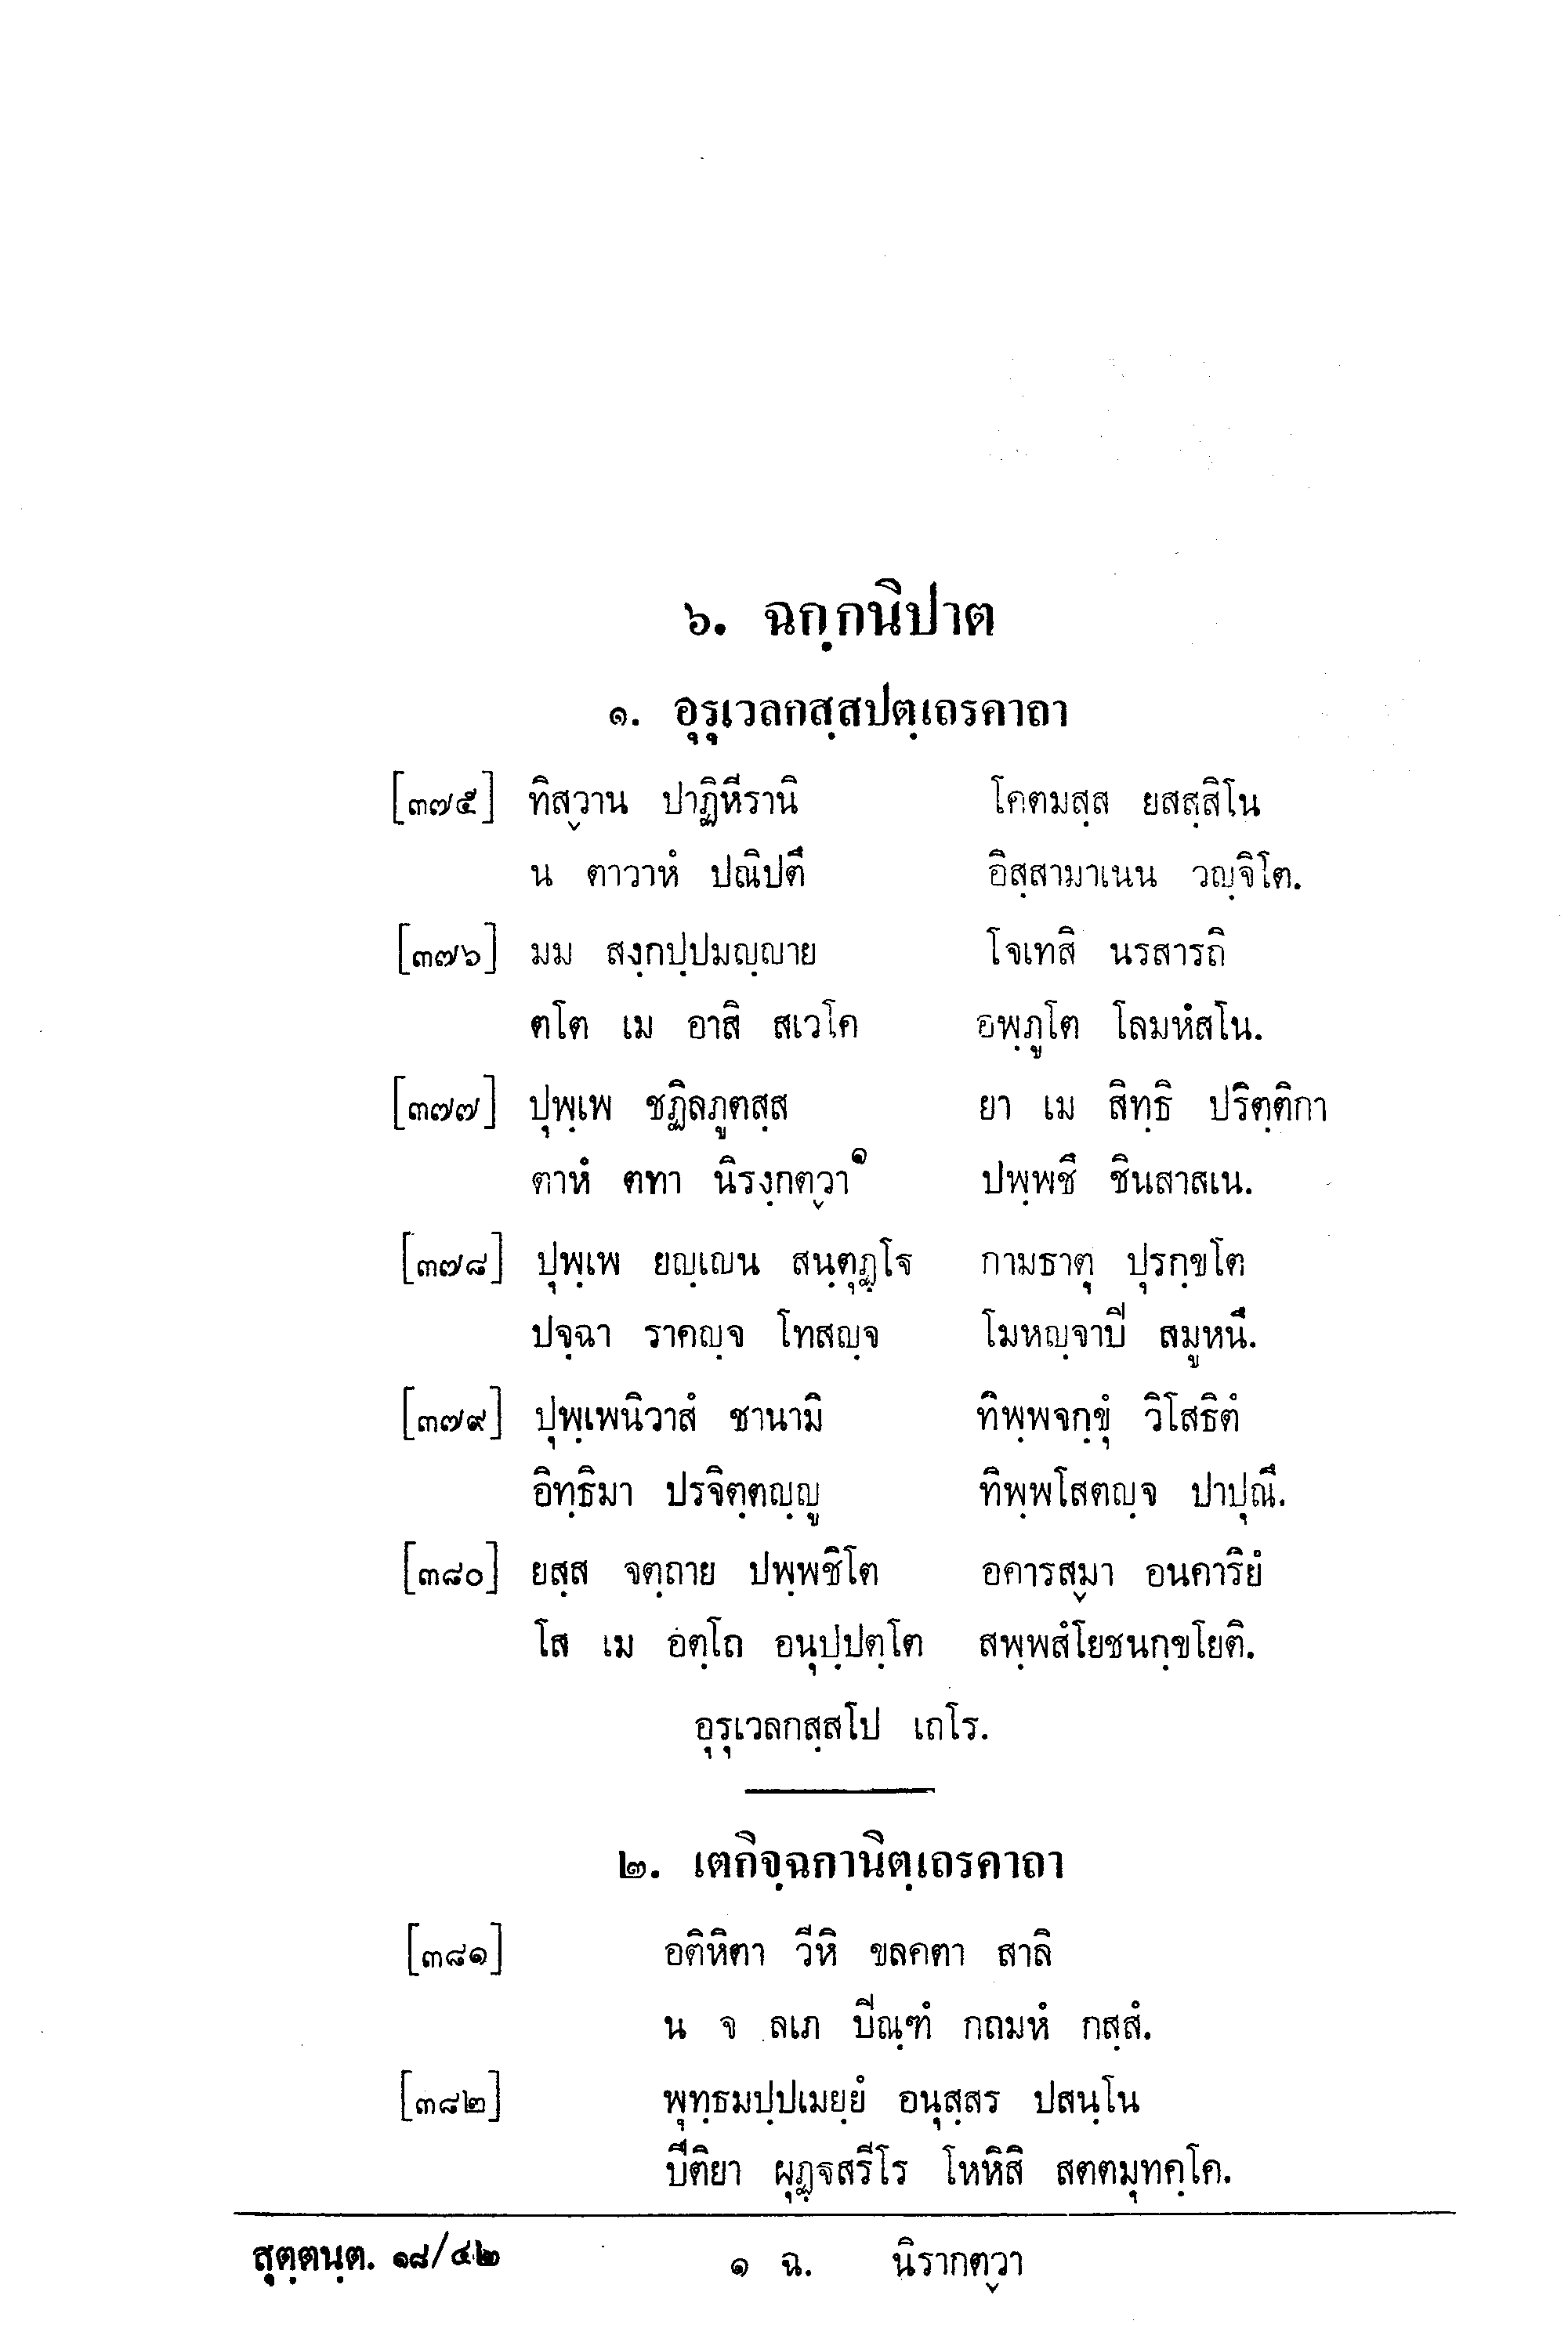 ๖. ฉกฺกนิปาต
๑. อุรุเวลกสฺสปตฺเถรคาถา
[๓๗๕] ทิสฺวาน ปาฏิหีรานิ โคตมสฺส ยสสฺสิโน
น ตาวาหํ ปณิปตึ อิสฺสามาเนน วญฺจิโต.
[๓๗๖] มม สงฺกปฺปมญฺญาย โจเทสิ นรสารถิ
ตโต เม อาสิ สเวโค อพฺภูโต โลมหํสโน.
[๓๗๗] ปุพฺเพ ชฏิลภูตสฺส ยา เม สิทฺธิ ปริตฺติกา
ตาหํ ตทา นิรงฺกตฺวา๑ ปพฺพชึ ชินสาสเน.
[๓๗๘] ปุพฺเพ ยญฺเญน สนฺตุฏฺโฐ กามธาตุ ปุรกฺขโต
ปจฺฉา ราคญฺจ โทสญฺจ โมหญฺจาปิ สมูหนึ.
[๓๗๙] ปุพฺเพนิวาสํ ชานามิ ทิพฺพจกฺขุํ วิโสธิตํ
อิทฺธิมา ปรจิตฺตญฺญู ทิพฺพโสตญฺจ ปาปุณึ.
[๓๘๐] ยสฺส จตฺถาย ปพฺพชิโต อคารสฺมา อนคาริยํ
โส เม อตฺโถ อนุปฺปตฺโต สพฺพสํโยชนกฺขโยติ.
อุรุเวลกสฺสโป เถโร.
๒. เตกิจฺฉกานิตฺเถรคาถา
[๓๘๑] อติหิตา วีหิ ขลคตา สาลิ
น จ ลเภ ปิณฺฑํ กถมหํ กสฺสํ.
[๓๘๒] พุทฺธมปฺปเมยฺยํ อนุสฺสร ปสนฺโน
ปีติยา ผุฏฺฐสรีโร โหหิสิ สตตมุทคฺโค.
สุตฺตนฺต. ๑๘/๔๒ ๑ ฉ. นิรากตฺวา